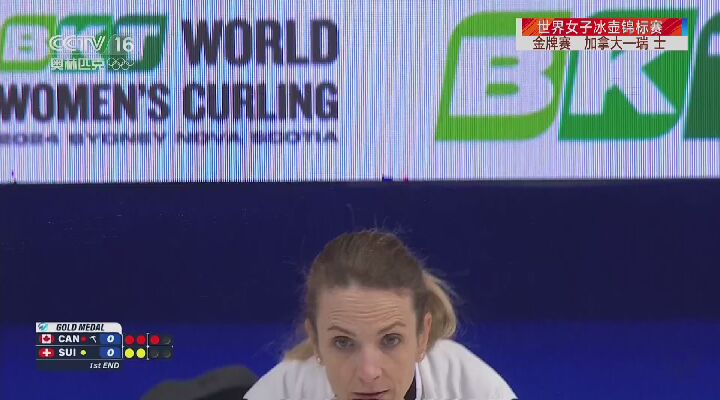 BKT WORLD
WOMEN'S CURLING
2024 SYDNEY NOVA SCOTIA
CCTV 16
奥林匹克
BKT
世界女子冰壶锦标赛
金牌赛 加拿大—瑞士
GOLD MEDAL
CAN 0
SUI 0
1st END